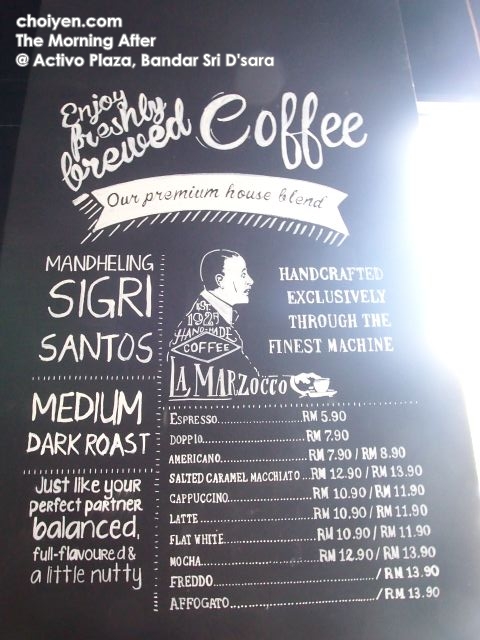 choiyen.com
The Morning After
@ Activo Plaza, Bandar Sri D'sara
Enjoy
freshly
brewed
Coffee
Our premium house blend
MANDHELING
SIGRI
SANTOS
MEDIUM
DARK ROAST
Just like your
perfect partner
balanced,
full-flavoured &
a little nutty
EST.
1927
HAND-MADE
COFFEE
LA MARZOCCO
HANDCRAFTED
EXCLUSIVELY
THROUGH THE
FINEST MACHINE
ESPRESSO RM 5.90
DOPPIO RM 7.90
AMERICANO RM 7.90 / RM 8.90
SALTED CARAMEL MACCHIATO RM 12.90 / RM 13.90
CAPPUCCINO RM 10.90 / RM 11.90
LATTE RM 10.90 / RM 11.90
FLAT WHITE RM 10.90 / RM 11.90
MOCHA RM 12.90 / RM 13.90
FREDDO / RM 13.90
AFFOGATO / RM 13.90